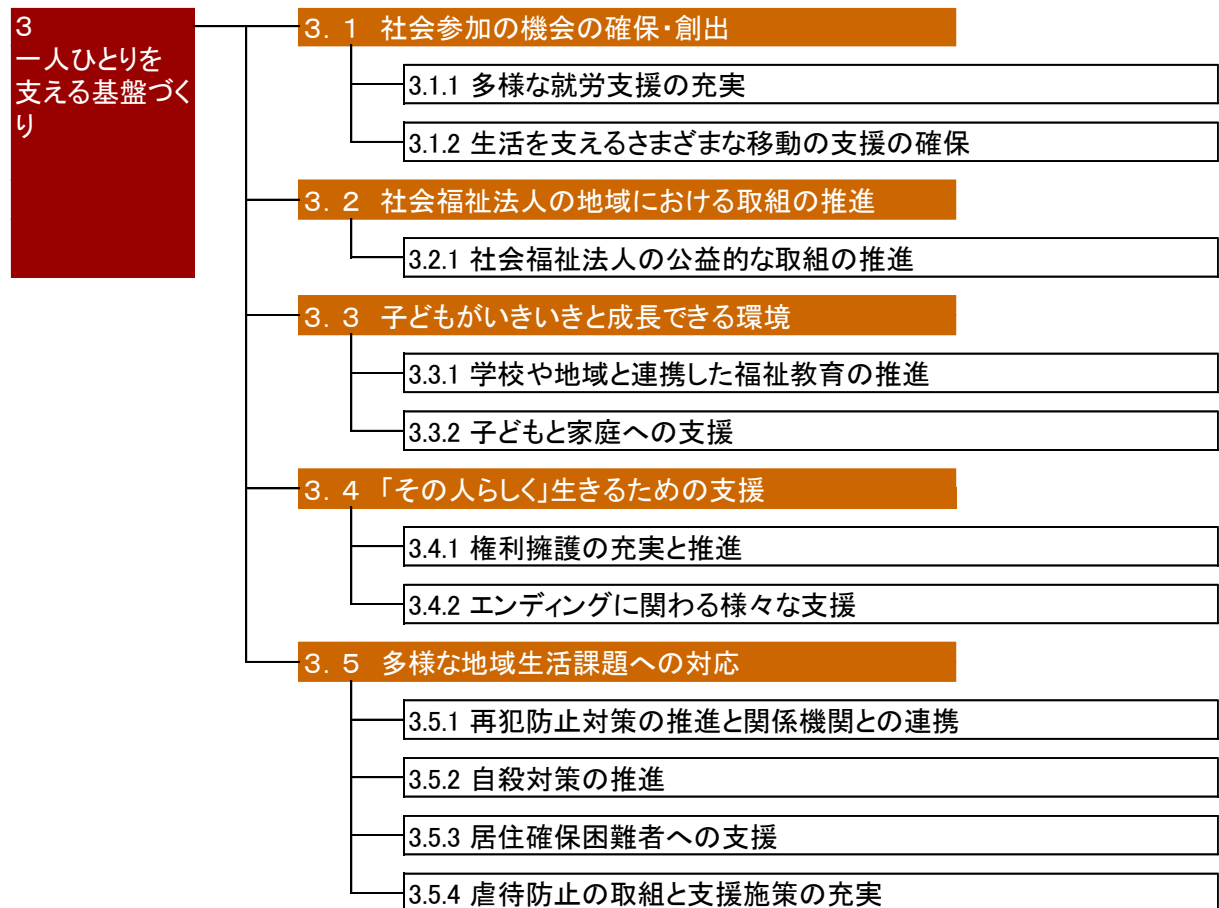 3
一人ひとりを
支える基盤づく
り
３．１　社会参加の機会の確保・創出
3.1.1 多様な就労支援の充実
3.1.2 生活を支えるさまざまな移動の支援の確保
３．２　社会福祉法人の地域における取組の推進
3.2.1 社会福祉法人の公益的な取組の推進
３．３　子どもがいきいきと成長できる環境
3.3.1 学校や地域と連携した福祉教育の推進
3.3.2 子どもと家庭への支援
３．４　「その人らしく」生きるための支援
3.4.1 権利擁護の充実と推進
3.4.2 エンディングに関わる様々な支援
３．５　多様な地域生活課題への対応
3.5.1 再犯防止対策の推進と関係機関との連携
3.5.2 自殺対策の推進
3.5.3 居住確保困難者への支援
3.5.4 虐待防止の取組と支援施策の充実